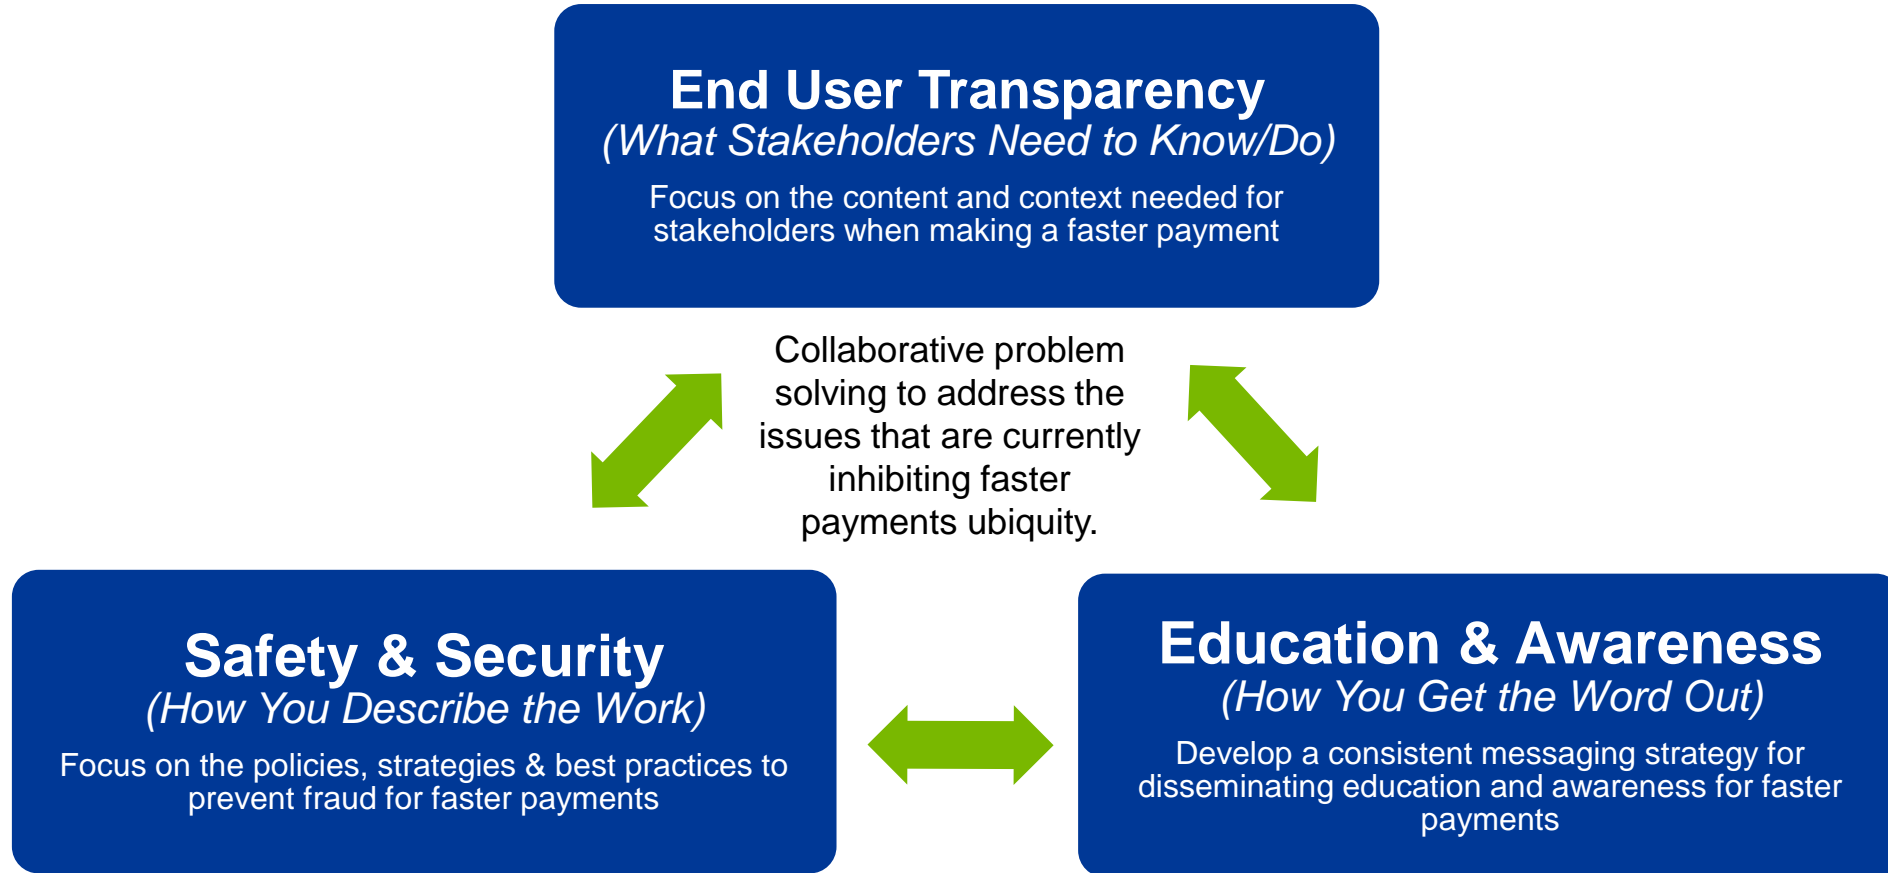 End User Transparency
(What Stakeholders Need to Know/Do)
Focus on the content and context needed for
stakeholders when making a faster payment
Collaborative problem
solving to address the
issues that are currently
inhibiting faster
payments ubiquity.
Safety & Security
(How You Describe the Work)
Focus on the policies, strategies & best practices to
prevent fraud for faster payments
Education & Awareness
(How You Get the Word Out)
Develop a consistent messaging strategy for
disseminating education and awareness for faster
payments